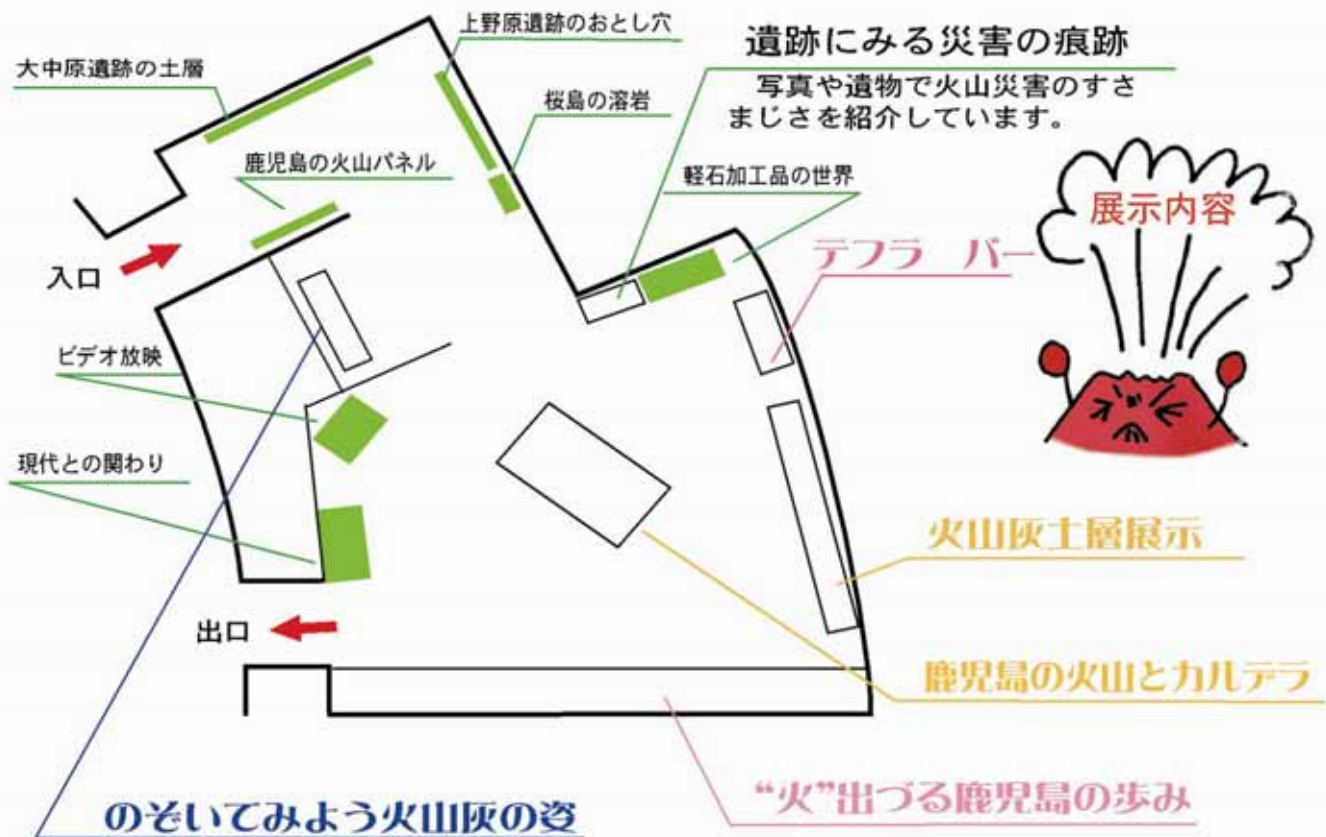 上野原遺跡のおとし穴
大中原遺跡の土層
遺跡にみる災害の痕跡
写真や遺物で火山災害のすさ
まじさを紹介しています。
桜島の溶岩
鹿児島の火山パネル
軽石加工品の世界
展示内容
テフラ バー
入口
ビデオ放映
現代との関わり
火山灰土層展示
出口
鹿児島の火山とカルデラ
“火”出づる鹿児島の歩み
のぞいてみよう火山灰の姿